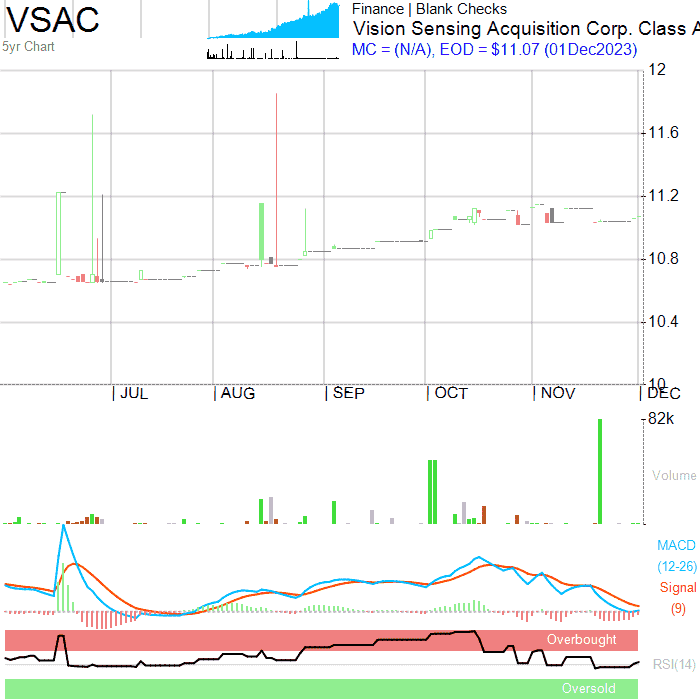 VSAC
5yr Chart
Finance | Blank Checks
Vision Sensing Acquisition Corp. Class A
MC = (N/A), EOD = $11.07 (01Dec2023)
12
11.6
11.2
10.8
10.4
10
JUL AUG SEP OCT NOV DEC
82k
Volume
MACD
(12-26)
Signal
(9)
Overbought
RSI(14)
Oversold